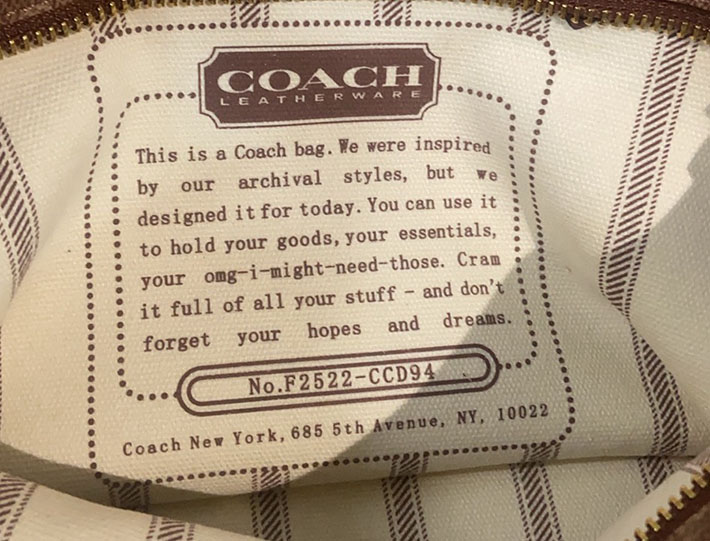 COACH
LEATHERWARE
This is a Coach bag. We were inspired
by our archival styles, but we
designed it for today. You can use it
to hold your goods, your essentials,
your omg-i-might-need-those. Cram
it full of all your stuff – and don't
forget your hopes and dreams.
No.F2522-CCD94
Coach New York, 685 5th Avenue, NY, 10022